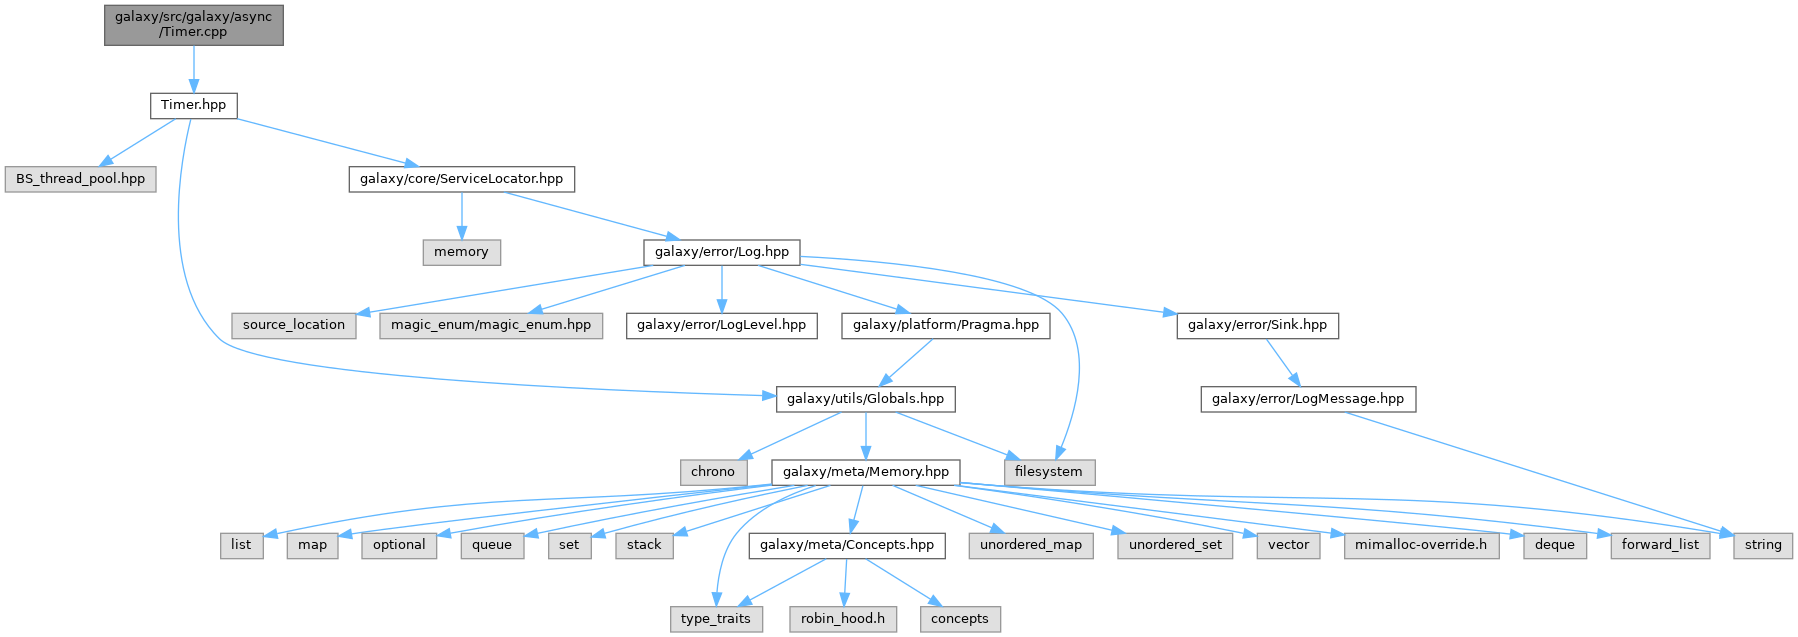 galaxy/src/galaxy/async
/Timer.cpp
Timer.hpp
BS_thread_pool.hpp
galaxy/core/ServiceLocator.hpp
memory
galaxy/error/Log.hpp
source_location
magic_enum/magic_enum.hpp
galaxy/error/LogLevel.hpp
galaxy/platform/Pragma.hpp
galaxy/error/Sink.hpp
galaxy/utils/Globals.hpp
galaxy/error/LogMessage.hpp
chrono
galaxy/meta/Memory.hpp
filesystem
list
map
optional
queue
set
stack
galaxy/meta/Concepts.hpp
unordered_map
unordered_set
vector
mimalloc-override.h
deque
forward_list
string
type_traits
robin_hood.h
concepts